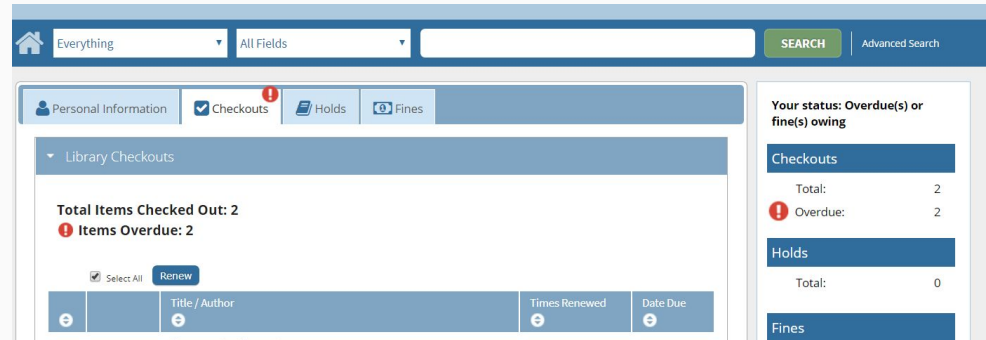 Everything All Fields SEARCH Advanced Search
Personal Information Checkouts Holds Fines
Library Checkouts
Total Items Checked Out: 2
Items Overdue: 2
Select All Renew
Title / Author Times Renewed Date Due
Your status: Overdue(s) or
fine(s) owing
Checkouts
Total: 2
Overdue: 2
Holds
Total: 0
Fines